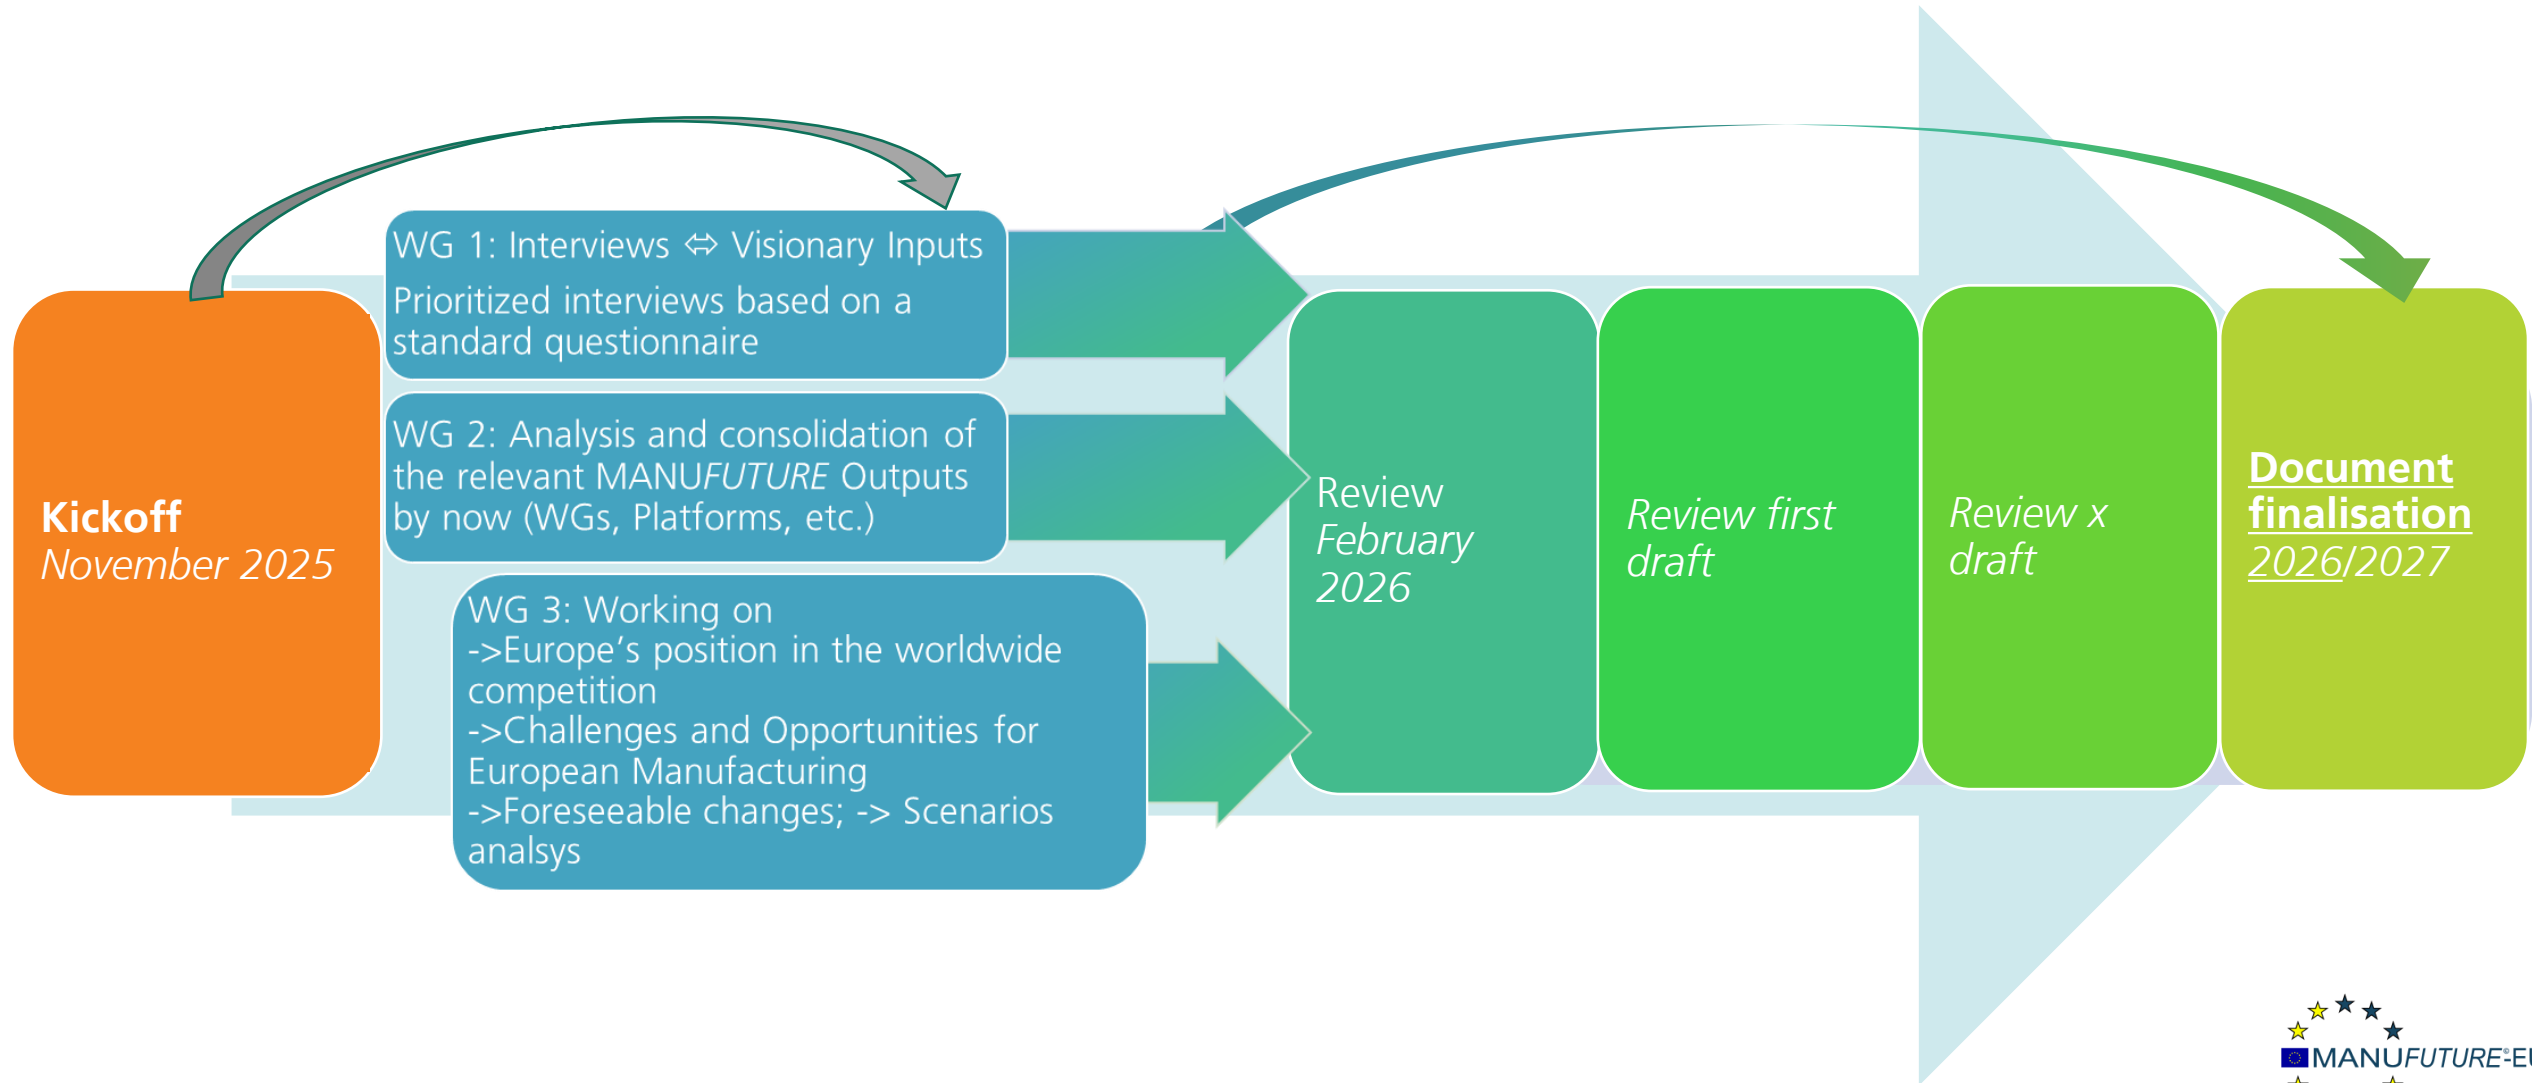 Kickoff
November 2025
WG 1: Interviews ⬄ Visionary Inputs
Prioritized interviews based on a
standard questionnaire
WG 2: Analysis and consolidation of
the relevant MANUFUTURE Outputs
by now (WGs, Platforms, etc.)
WG 3: Working on
->Europe’s position in the worldwide
competition
->Challenges and Opportunities for
European Manufacturing
->Foreseeable changes; -> Scenarios
analsys
Review
February
2026
Review first
draft
Review x
draft
Document
finalisation
2026/2027
MANUFUTURE©-EU